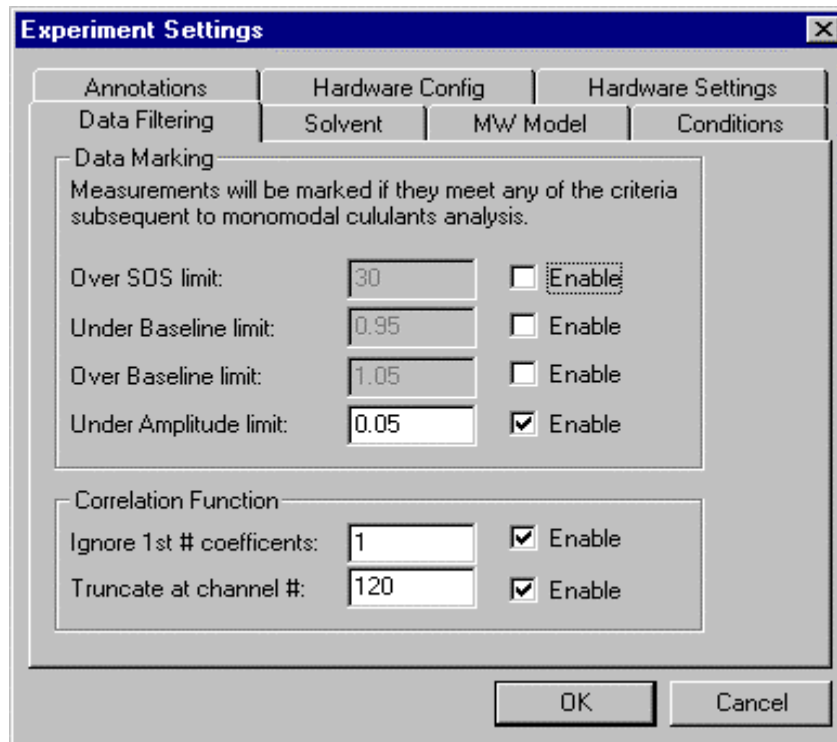 Experiment Settings
Annotations Hardware Config Hardware Settings
Data Filtering Solvent MW Model Conditions
Data Marking
Measurements will be marked if they meet any of the criteria
subsequent to monomodal cululants analysis.
Over SOS limit: 30 Enable
Under Baseline limit: 0.95 Enable
Over Baseline limit: 1.05 Enable
Under Amplitude limit: 0.05 Enable
Correlation Function
Ignore 1st # coefficents: 1 Enable
Truncate at channel #: 120 Enable
OK Cancel